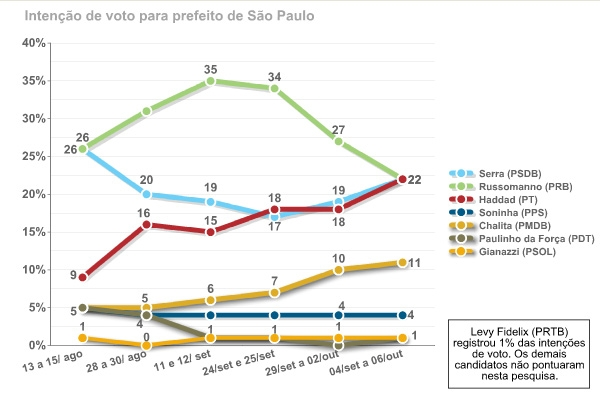 Intenção de voto para prefeito de São Paulo
40%
35%
30%
25%
20%
15%
10%
5%
0%
26
26
20
19
17
19
22
35
34
27
9
16
15
18
18
5
5
6
7
10
11
4
4
4
1
0
1
1
1
1
13 a 15/ ago
28 a 30/ ago
11 e 12/ set
24/set e 25/set
29/set a 02/out
04/set a 06/out
Serra (PSDB)
Russomanno (PRB)
Haddad (PT)
Soninha (PPS)
Chalita (PMDB)
Paulinho da Força (PDT)
Gianazzi (PSOL)
Levy Fidelix (PRTB)
registrou 1% das intenções
de voto. Os demais
candidatos não pontuaram
nesta pesquisa.